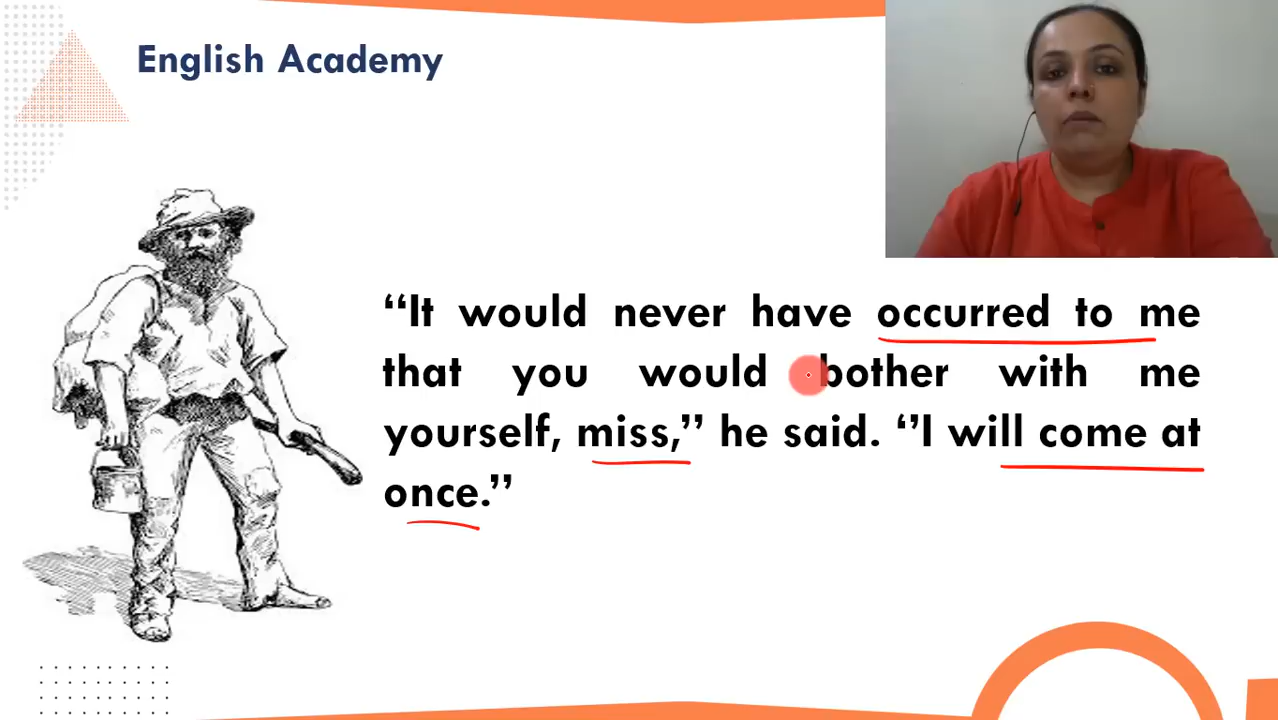 English Academy
“It would never have occurred to me
that you would bother with me
yourself, miss,” he said. ‘’I will come at
once.”